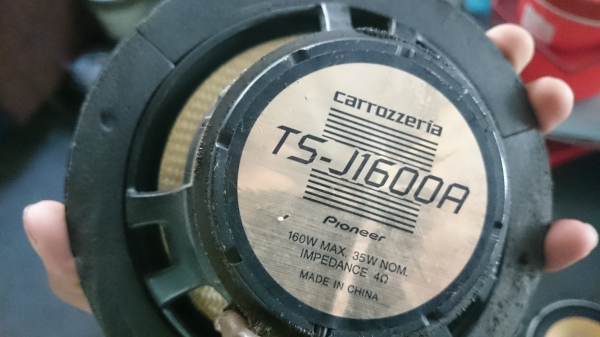 carrozzeria
TS-J1600A
Pioneer
160W MAX. 35W NOM.
IMPEDANCE 4Ω
MADE IN CHINA